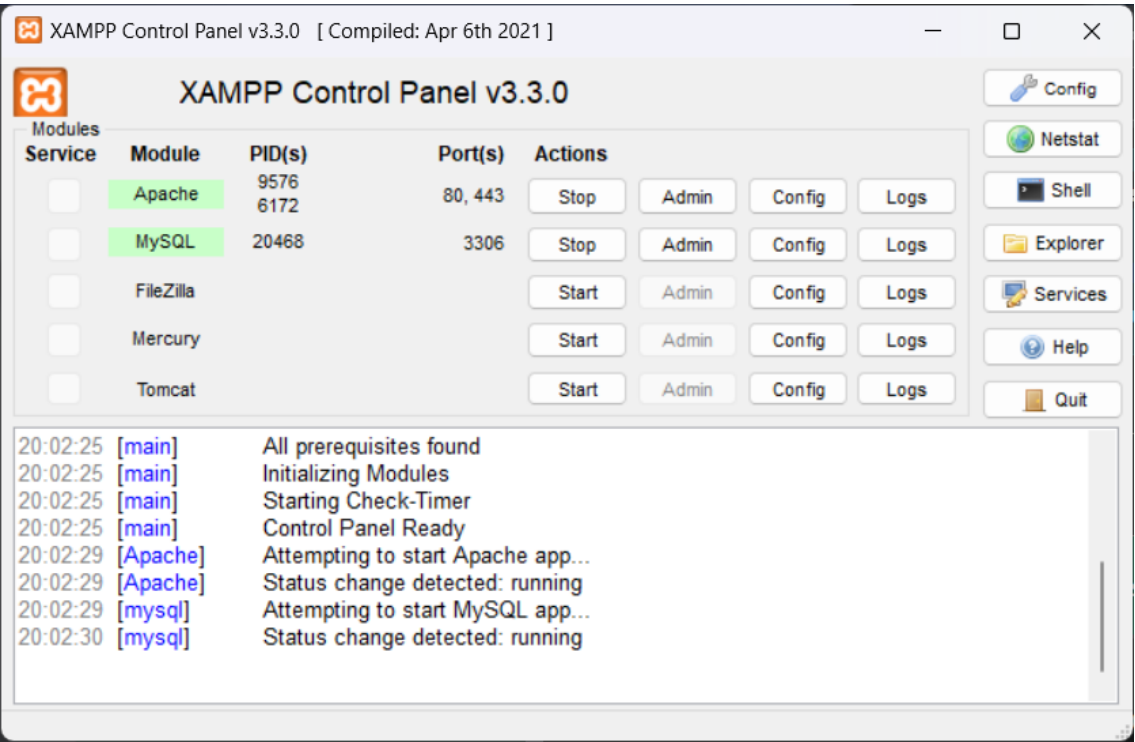 XAMPP Control Panel v3.3.0 [ Compiled: Apr 6th 2021 ]
XAMPP Control Panel v3.3.0
Config
Modules
Service Module PID(s) Port(s) Actions
Netstat
Apache 9576 6172 80, 443 Stop Admin Config Logs
Shell
MySQL 20468 3306 Stop Admin Config Logs
Explorer
FileZilla Start Admin Config Logs
Services
Mercury Start Admin Config Logs
Help
Tomcat Start Admin Config Logs
Quit
20:02:25 [main] All prerequisites found
20:02:25 [main] Initializing Modules
20:02:25 [main] Starting Check-Timer
20:02:25 [main] Control Panel Ready
20:02:29 [Apache] Attempting to start Apache app...
20:02:29 [Apache] Status change detected: running
20:02:29 [mysql] Attempting to start MySQL app...
20:02:30 [mysql] Status change detected: running